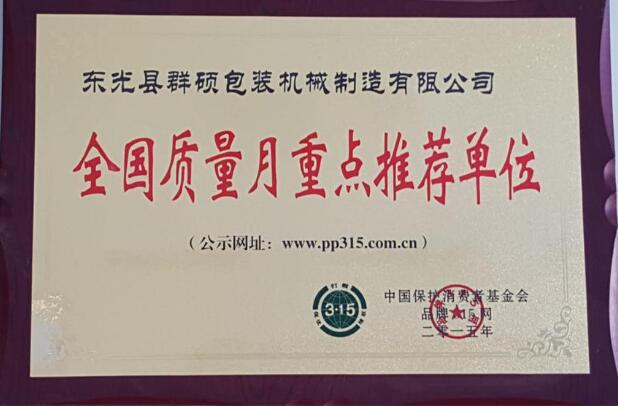 东光县群硕包装机械制造有限公司
全国质量月重点推荐单位
（公示网址：www.pp315.com.cn）
3·15
中国保护消费者基金会
品牌315网
二零一五年